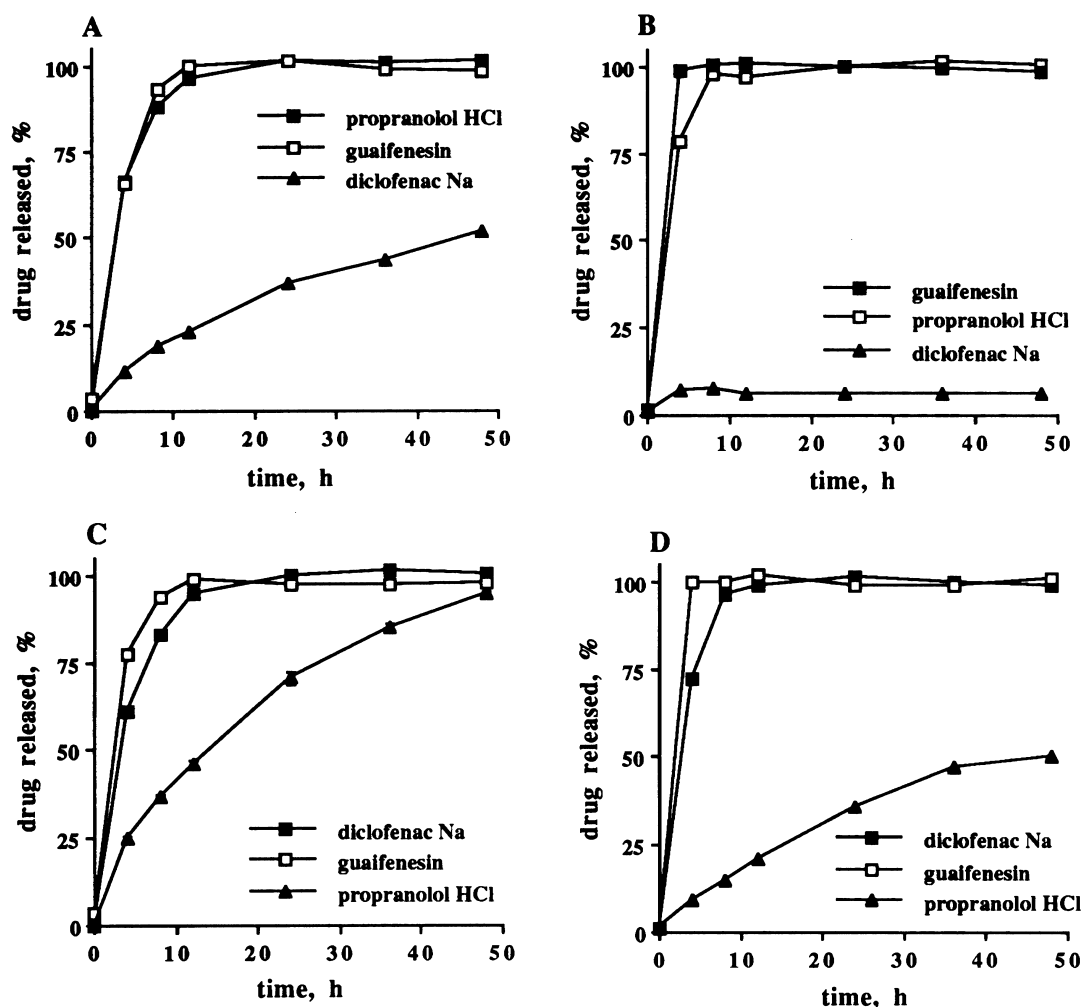 A
drug released, %
100
75
50
25
0
propranolol HCl
guaifenesin
diclofenac Na
0 10 20 30 40 50
time, h
B
drug released, %
100
75
50
25
0
guaifenesin
propranolol HCl
diclofenac Na
0 10 20 30 40 50
time, h
C
drug released, %
100
75
50
25
0
diclofenac Na
guaifenesin
propranolol HCl
0 10 20 30 40 50
time, h
D
drug released, %
100
75
50
25
0
diclofenac Na
guaifenesin
propranolol HCl
0 10 20 30 40 50
time, h